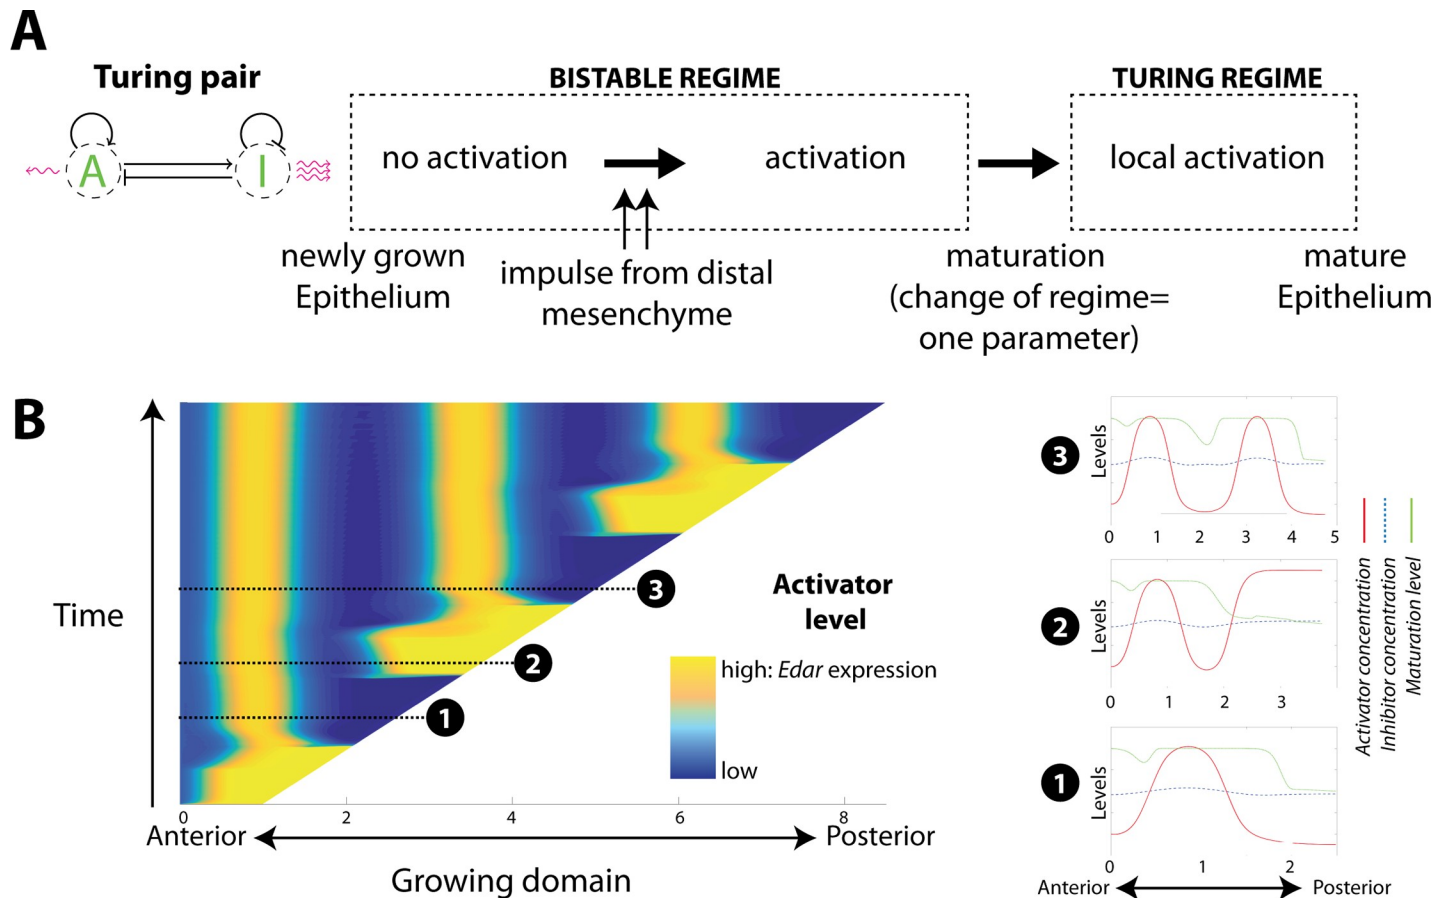 A
Turing pair
A
I
BISTABLE REGIME
TURING REGIME
no activation
activation
local activation
newly grown
Epithelium
impulse from distal
mesenchyme
maturation
(change of regime=
one parameter)
mature
Epithelium
B
Time
1
2
3
Activator
level
high: Edar expression
low
0
2
4
6
8
Anterior
Posterior
Growing domain
3
Levels
0
1
2
3
4
5
2
Levels
0
1
2
3
1
Levels
0
1
2
Anterior
Posterior
Activator concentration
Inhibitor concentration
Maturation level